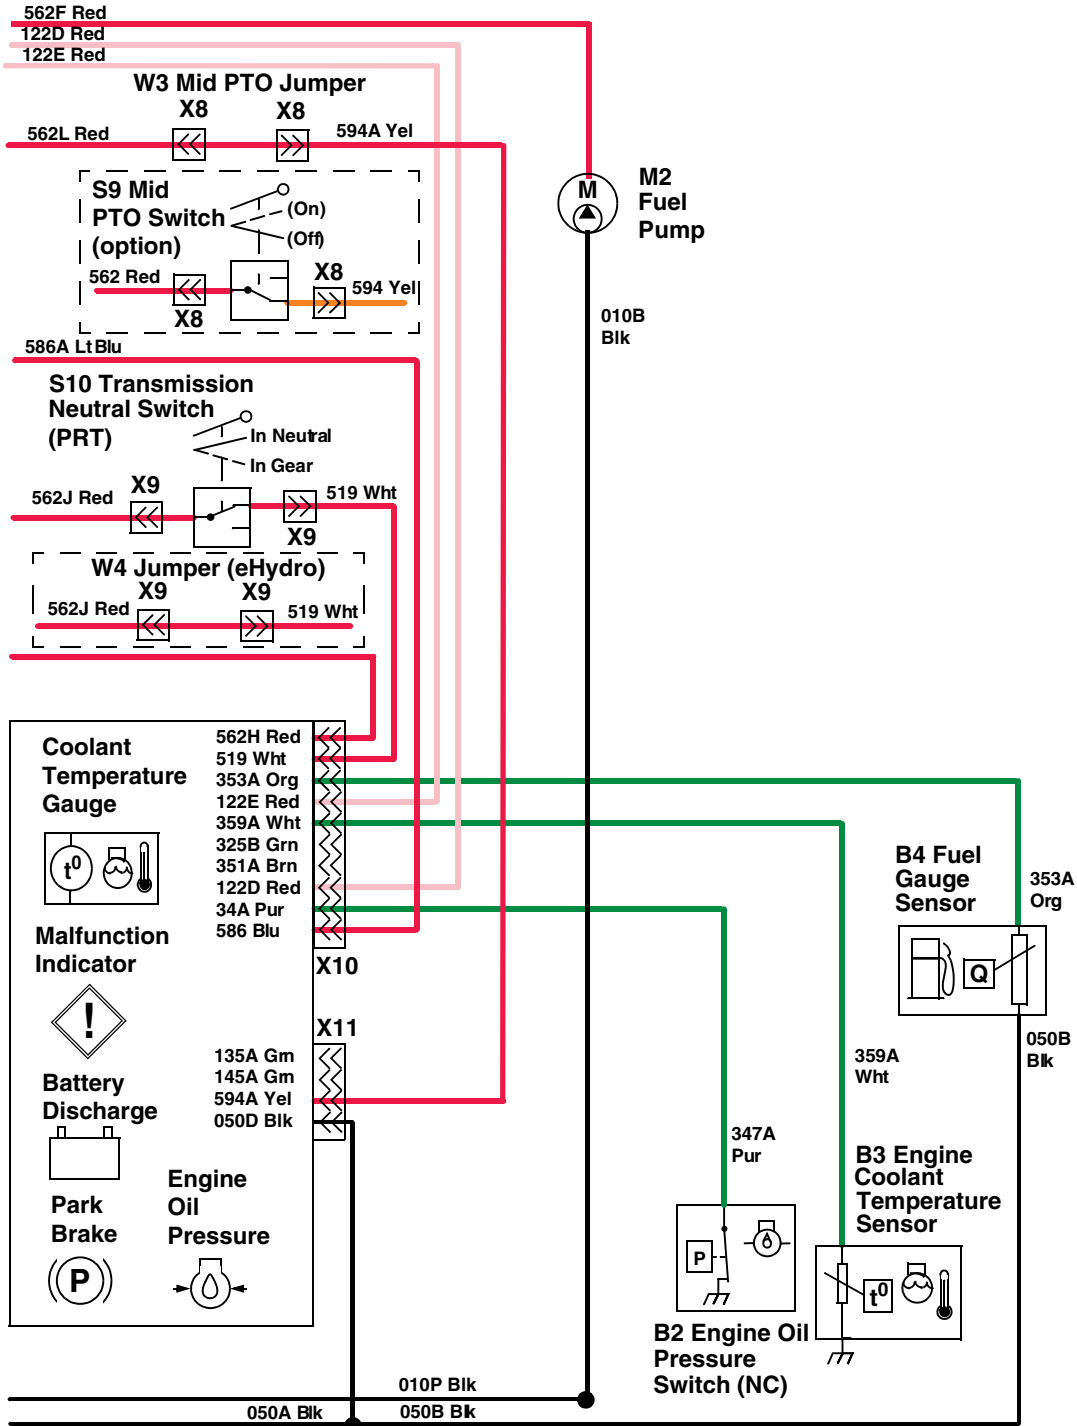 562F Red
122D Red
122E Red
W3 Mid PTO Jumper
X8
X8
562L Red
594A Yel
S9 Mid
PTO Switch
(option)
(On)
(Off)
562 Red
X8
X8
594 Yel
M
M2
Fuel
Pump
010B
Blk
586A Lt Blu
S10 Transmission
Neutral Switch
(PRT)
In Neutral
In Gear
562J Red
X9
519 Wht
X9
W4 Jumper (eHydro)
X9
X9
562J Red
519 Wht
Coolant
Temperature
Gauge
t⁰
562H Red
519 Wht
353A Org
122E Red
359A Wht
325B Grn
351A Brn
122D Red
34A Pur
586 Blu
X10
Malfunction
Indicator
!
X11
135A Grn
145A Grn
594A Yel
050D Blk
Battery
Discharge
Park
Brake
P
Engine
Oil
Pressure
B4 Fuel
Gauge
Sensor
353A
Org
Q
050B
Blk
359A
Wht
347A
Pur
B3 Engine
Coolant
Temperature
Sensor
P
t⁰
B2 Engine Oil
Pressure
Switch (NC)
010P Blk
050A Blk
050B Blk